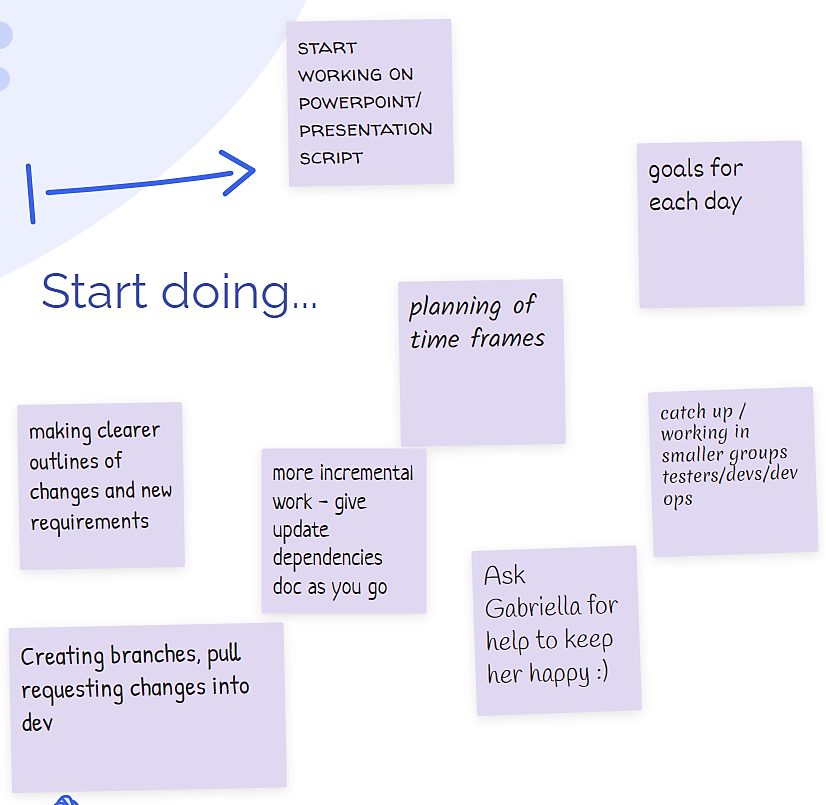 START
WORKING ON
POWERPOINT/
PRESENTATION
SCRIPT
goals for
each day
Start doing...
planning of
time frames
making clearer
outlines of
changes and new
requirements
more incremental
work - give
update
dependencies
doc as you go
catch up /
working in
smaller groups
testers/devs/dev
ops
Ask
Gabriella for
help to keep
her happy :)
Creating branches, pull
requesting changes into
dev